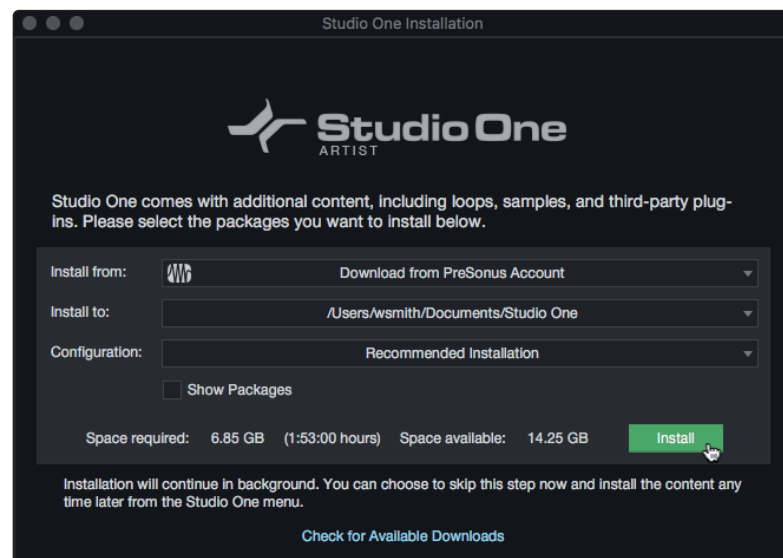 Studio One Installation
Studio One
ARTIST
Studio One comes with additional content, including loops, samples, and third-party plug-
ins. Please select the packages you want to install below.
Install from: Download from PreSonus Account
Install to: /Users/wsmith/Documents/Studio One
Configuration: Recommended Installation
Show Packages
Space required: 6.85 GB (1:53:00 hours) Space available: 14.25 GB Install
Installation will continue in background. You can choose to skip this step now and install the content any
time later from the Studio One menu.
Check for Available Downloads